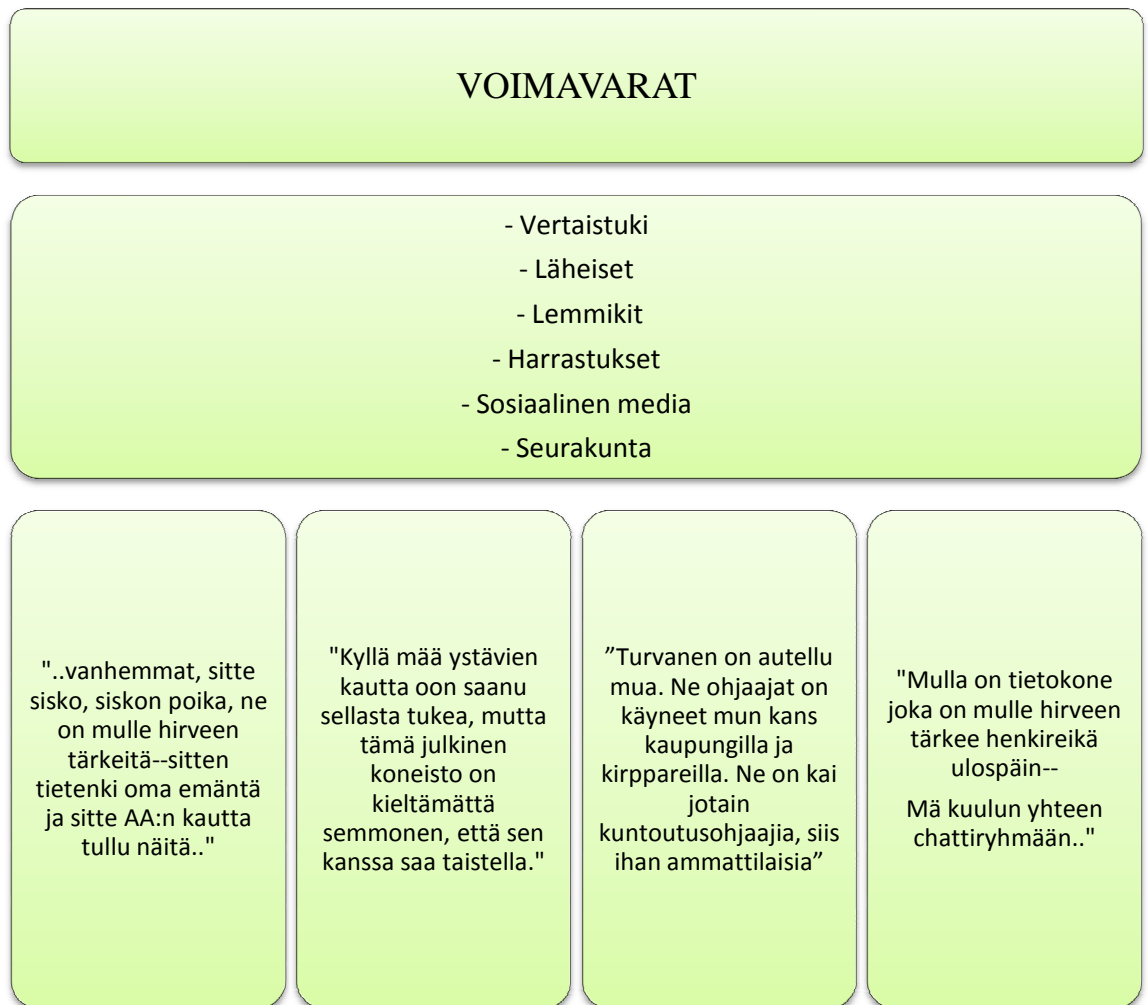 VOIMAVARAT
- Vertaistuki
- Läheiset
- Lemmikit
- Harrastukset
- Sosiaalinen media
- Seurakunta
"..vanhemmat, sitte
sisko, siskon poika, ne
on mulle hirveen
tärkeitä--sitten
tietenki oma emäntä
ja sitte AA:n kautta
tullu näitä.."
"Kyllä mää ystävien
kautta oon saanu
sellasta tukea, mutta
tämä julkinen
koneisto on
kieltämättä
semmonen, että sen
kanssa saa taistella."
”Turvanen on autellu
mua. Ne ohjaajat on
käyneet mun kans
kaupungilla ja
kirppareilla. Ne on kai
jotain
kuntoutusohjaajia, siis
ihan ammattilaisia”
"Mulla on tietokone
joka on mulle hirveen
tärkee henkireikä
ulospäin--
Mä kuulun yhteen
chattiryhmään.."